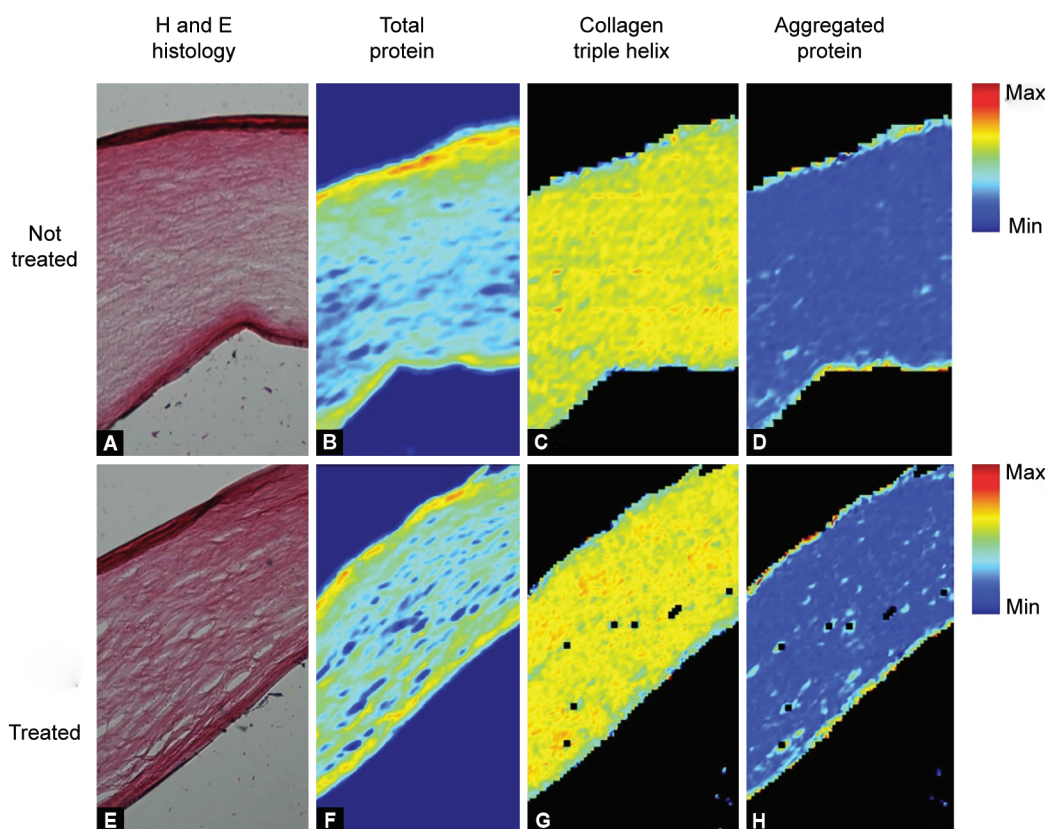 H and E
histology
Total
protein
Collagen
triple helix
Aggregated
protein
Not
treated
A
B
C
D
Max
Min
Treated
E
F
G
H
Max
Min